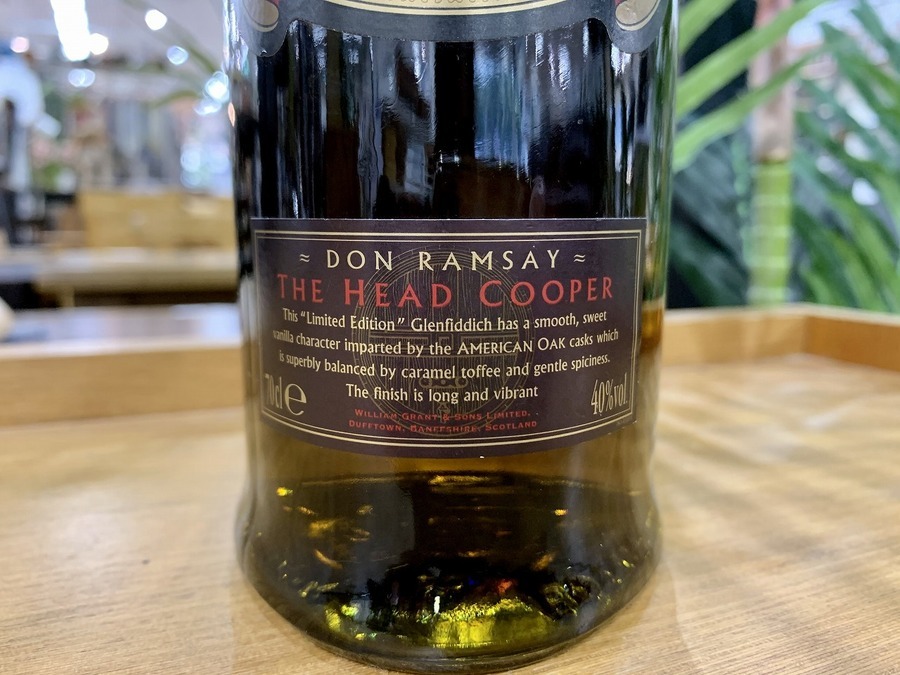 ≈ DON RAMSAY ≈
THE HEAD COOPER
This "Limited Edition" Glenfiddich has a smooth, sweet
vanilla character imparted by the AMERICAN OAK casks which
is superbly balanced by caramel toffee and gentle spiciness.
The finish is long and vibrant
70cl e
40%vol
WILLIAM GRANT & SONS LIMITED,
DUFFTOWN, BANFFSHIRE, SCOTLAND